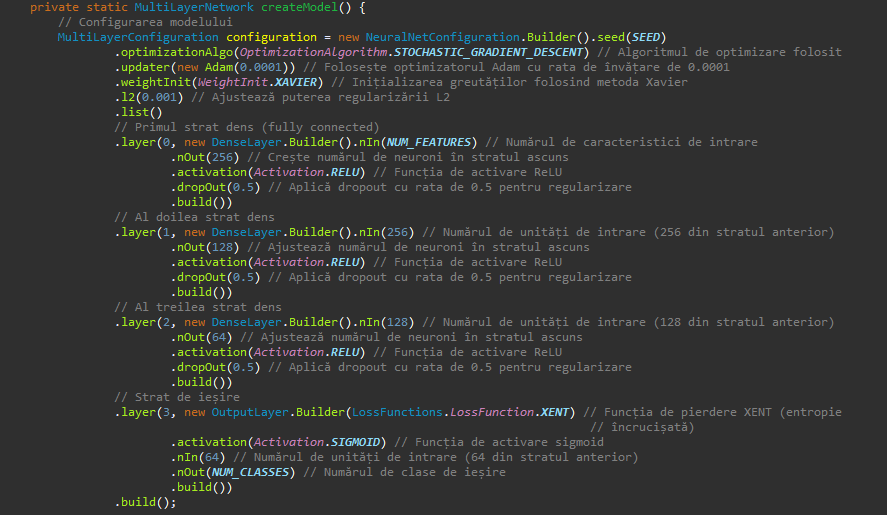 private static MultiLayerNetwork createModel() {
// Configurarea modelului
MultiLayerConfiguration configuration = new NeuralNetConfiguration.Builder().seed(SEED)
.optimizationAlgo(OptimizationAlgorithm.STOCHASTIC_GRADIENT_DESCENT) // Algoritmul de optimizare folosit
.updater(new Adam(0.0001)) // Folosește optimizatorul Adam cu rata de învățare de 0.0001
.weightInit(WeightInit.XAVIER) // Inițializarea greutăților folosind metoda Xavier
.l2(0.001) // Ajustează puterea regularizării L2
.list()
// Primul strat dens (fully connected)
.layer(0, new DenseLayer.Builder().nIn(NUM_FEATURES) // Numărul de caracteristici de intrare
.nOut(256) // Crește numărul de neuroni în stratul ascuns
.activation(Activation.RELU) // Funcția de activare ReLU
.dropOut(0.5) // Aplică dropout cu rata de 0.5 pentru regularizare
.build())
// Al doilea strat dens
.layer(1, new DenseLayer.Builder().nIn(256) // Numărul de unități de intrare (256 din stratul anterior)
.nOut(128) // Ajustează numărul de neuroni în stratul ascuns
.activation(Activation.RELU) // Funcția de activare ReLU
.dropOut(0.5) // Aplică dropout cu rata de 0.5 pentru regularizare
.build())
// Al treilea strat dens
.layer(2, new DenseLayer.Builder().nIn(128) // Numărul de unități de intrare (128 din stratul anterior)
.nOut(64) // Ajustează numărul de neuroni în stratul ascuns
.activation(Activation.RELU) // Funcția de activare ReLU
.dropOut(0.5) // Aplică dropout cu rata de 0.5 pentru regularizare
.build())
// Strat de ieșire
.layer(3, new OutputLayer.Builder(LossFunctions.LossFunction.XENT) // Funcția de pierdere XENT (entropie
// încrucișată)
.activation(Activation.SIGMOID) // Funcția de activare sigmoid
.nIn(64) // Numărul de unități de intrare (64 din stratul anterior)
.nOut(NUM_CLASSES) // Numărul de clase de ieșire
.build())
.build();